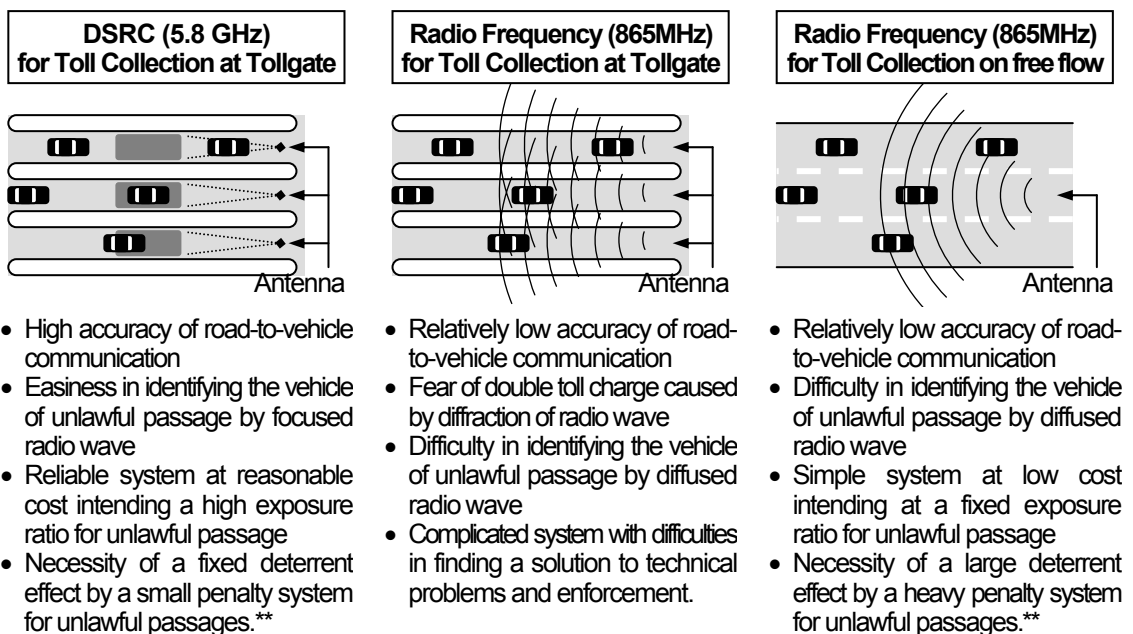 DSRC (5.8 GHz)
for Toll Collection at Tollgate
Antenna
• High accuracy of road-to-vehicle
communication
• Easiness in identifying the vehicle
of unlawful passage by focused
radio wave
• Reliable system at reasonable
cost intending a high exposure
ratio for unlawful passage
• Necessity of a fixed deterrent
effect by a small penalty system
for unlawful passages.**
Radio Frequency (865MHz)
for Toll Collection at Tollgate
Antenna
• Relatively low accuracy of road-
to-vehicle communication
• Fear of double toll charge caused
by diffraction of radio wave
• Difficulty in identifying the vehicle
of unlawful passage by diffused
radio wave
• Complicated system with difficulties
in finding a solution to technical
problems and enforcement.
Radio Frequency (865MHz)
for Toll Collection on free flow
Antenna
• Relatively low accuracy of road-
to-vehicle communication
• Difficulty in identifying the vehicle
of unlawful passage by diffused
radio wave
• Simple system at low cost
intending at a fixed exposure
ratio for unlawful passage
• Necessity of a large deterrent
effect by a heavy penalty system
for unlawful passages.**